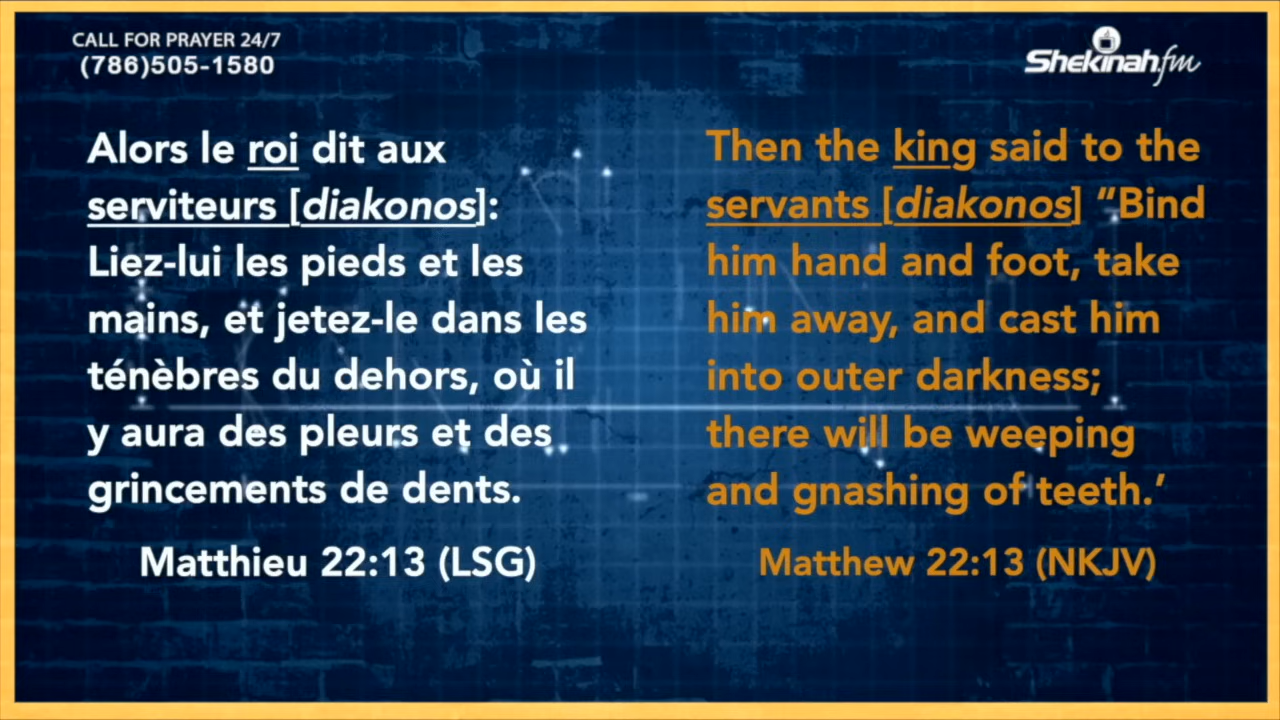 CALL FOR PRAYER 24/7
(786)505-1580
Shekinah.fm
Alors le roi dit aux
serviteurs [diakonos]:
Liez-lui les pieds et les
mains, et jetez-le dans les
ténèbres du dehors, où il
y aura des pleurs et des
grincements de dents.
Matthieu 22:13 (LSG)
Then the king said to the
servants [diakonos] “Bind
him hand and foot, take
him away, and cast him
into outer darkness;
there will be weeping
and gnashing of teeth.’
Matthew 22:13 (NKJV)